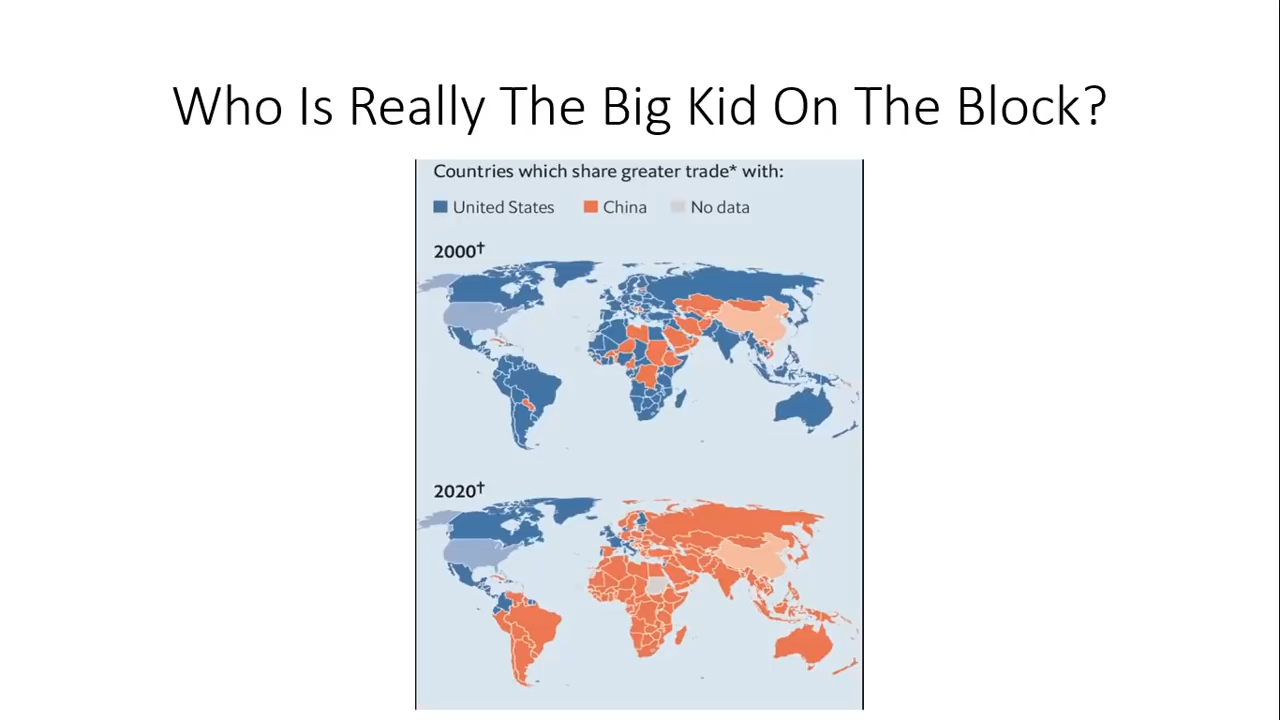 Who Is Really The Big Kid On The Block?
Countries which share greater trade* with:
United States China No data
2000†
2020†